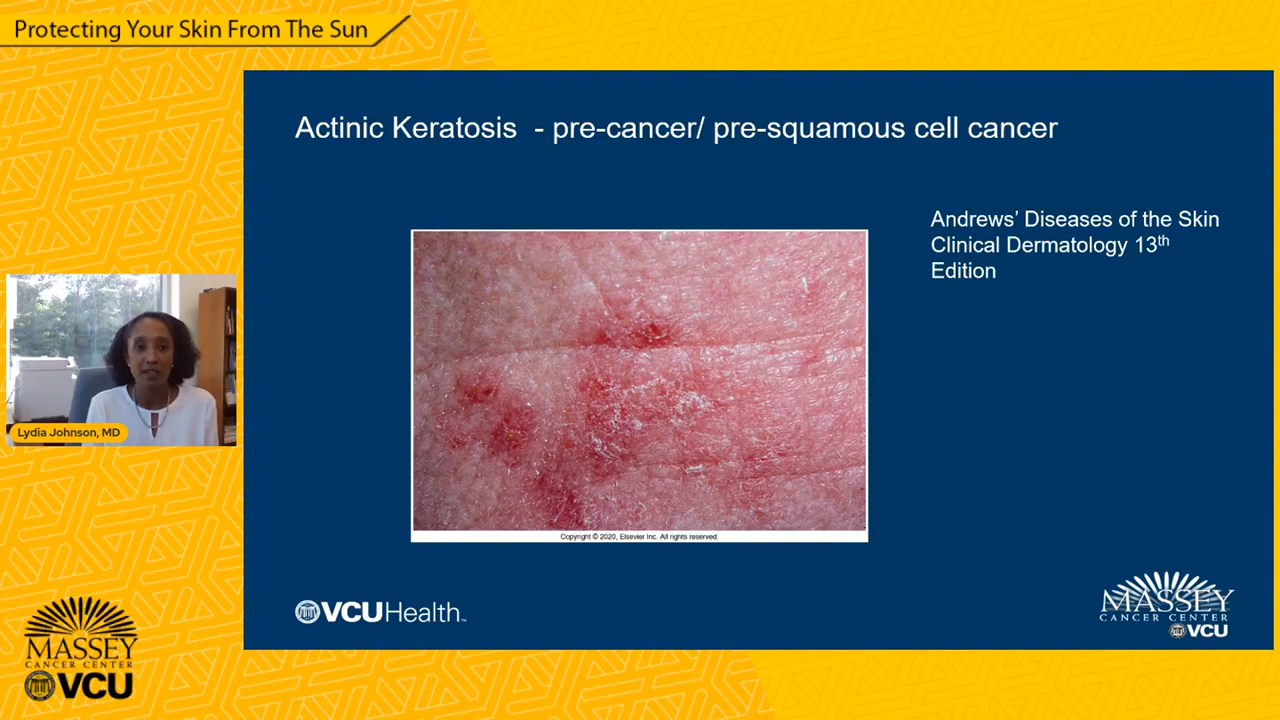 Protecting Your Skin From The Sun
Actinic Keratosis - pre-cancer/ pre-squamous cell cancer
Andrews’ Diseases of the Skin
Clinical Dermatology 13th
Edition
Lydia Johnson, MD
Copyright © 2020, Elsevier Inc. All rights reserved.
VCUHealth™
MASSEY
CANCER CENTER
VCU
MASSEY
CANCER CENTER
VCU